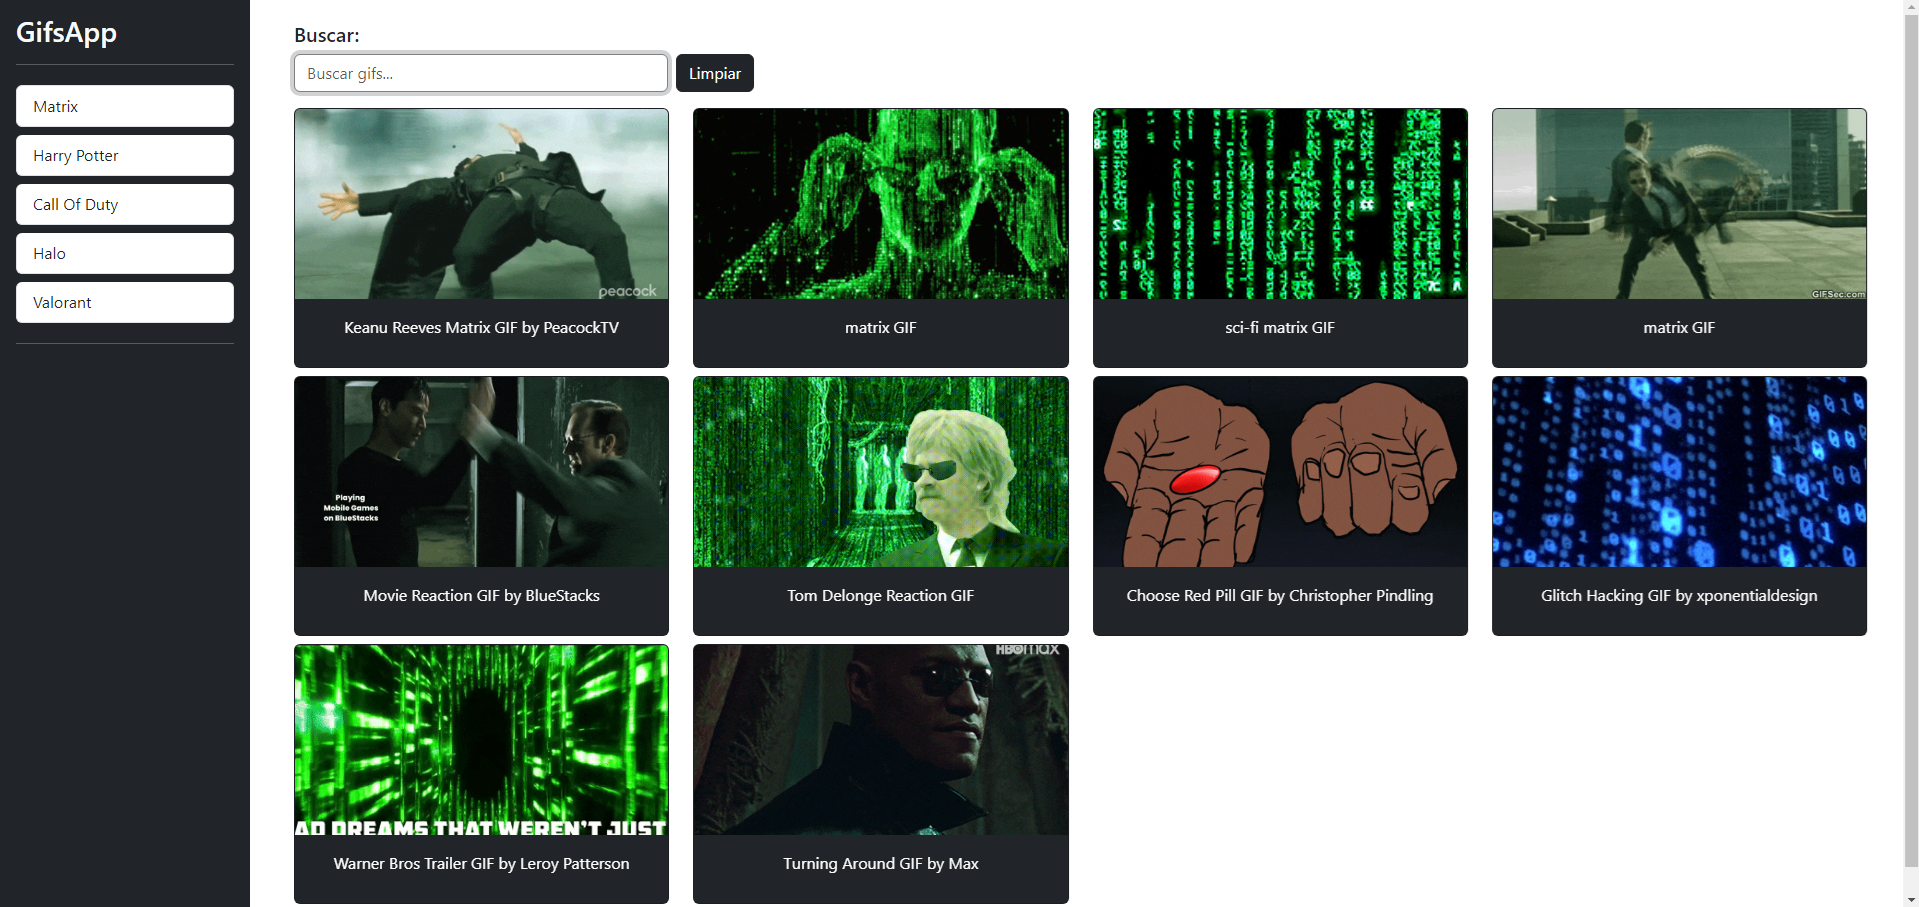 GifsApp
Matrix
Harry Potter
Call Of Duty
Halo
Valorant
Buscar:
Buscar gifs...
Limpiar
peacock
GIFSec.com
Keanu Reeves Matrix GIF by PeacockTV
matrix GIF
sci-fi matrix GIF
matrix GIF
Playing
Mobile Games
on BlueStacks
Movie Reaction GIF by BlueStacks
Tom Delonge Reaction GIF
Choose Red Pill GIF by Christopher Pindling
Glitch Hacking GIF by xponentialdesign
AD DREAMS THAT WEREN'T JUST
HBOmax
Warner Bros Trailer GIF by Leroy Patterson
Turning Around GIF by Max